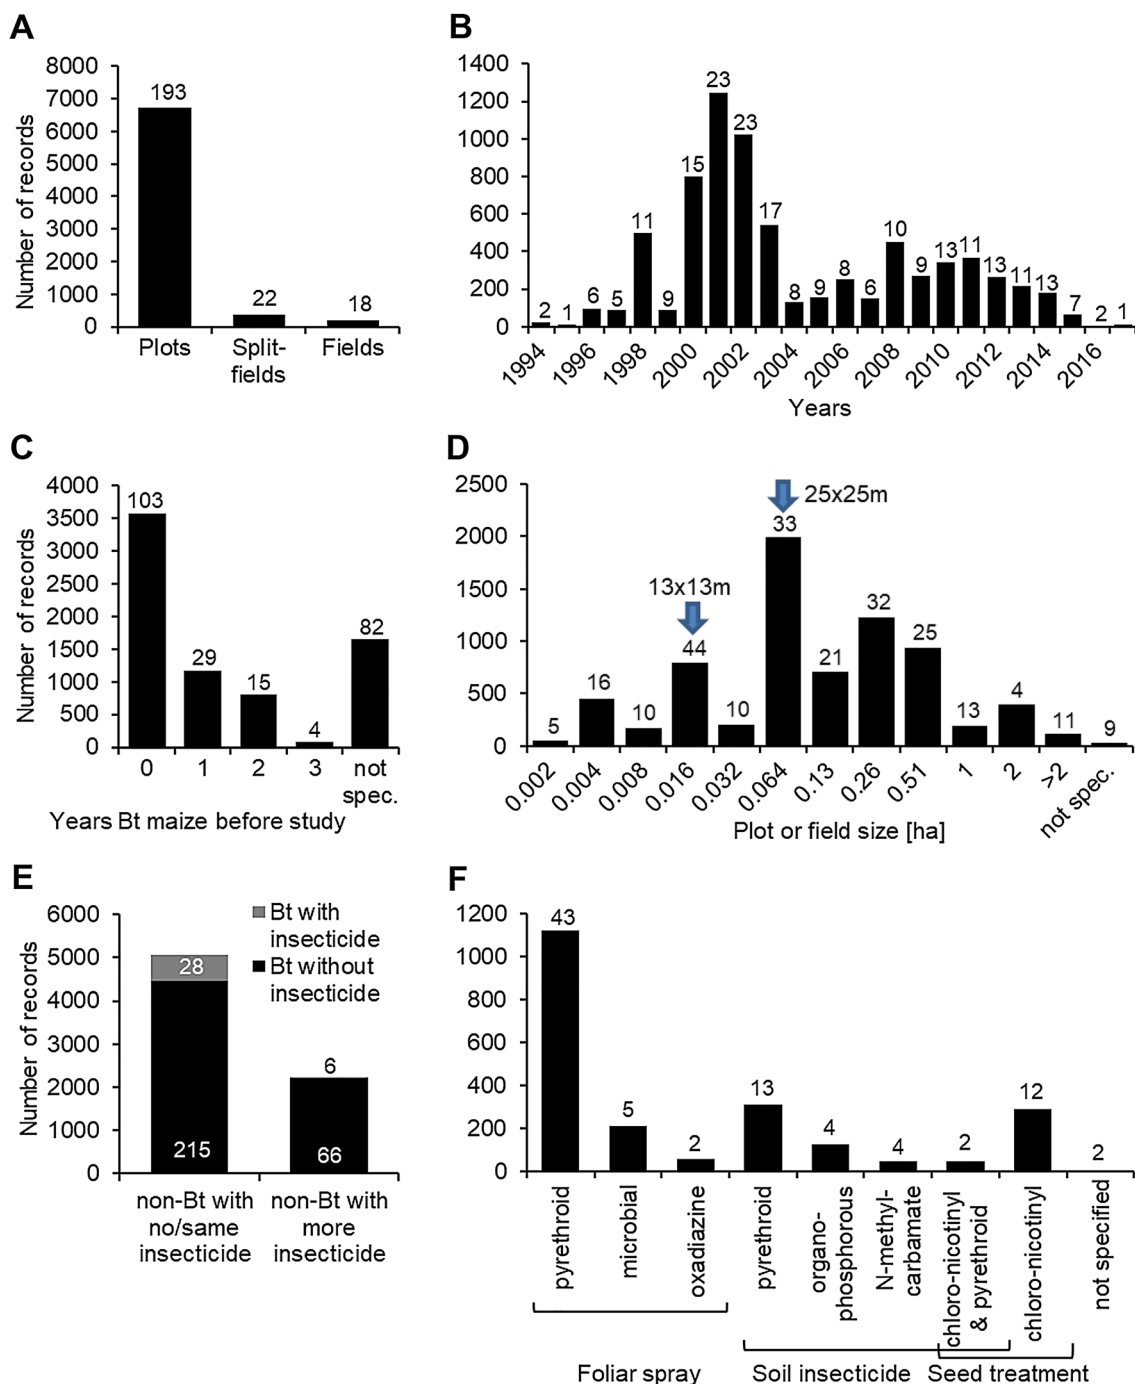 A
Number of records
8000
7000
6000
5000
4000
3000
2000
1000
0
193
22
18
Plots
Split-
fields
Fields
B
1400
1200
1000
800
600
400
200
0
2
1
6
5
11
9
15
23
23
17
8
9
8
6
10
9
13
11
13
11
13
7
2
1
1994
1996
1998
2000
2002
2004
2006
2008
2010
2012
2014
2016
Years
C
Number of records
4000
3500
3000
2500
2000
1500
1000
500
0
103
29
15
4
82
0
1
2
3
not
spec.
Years Bt maize before study
D
2500
2000
1500
1000
500
0
25x25m
13x13m
5
16
10
44
10
33
21
32
25
13
4
11
9
0.002
0.004
0.008
0.016
0.032
0.064
0.13
0.26
0.51
1
2
>2
not spec.
Plot or field size [ha]
E
Number of records
6000
5000
4000
3000
2000
1000
0
Bt with
insecticide
Bt without
insecticide
28
215
6
66
non-Bt with
no/same
insecticide
non-Bt with
more
insecticide
F
1200
1000
800
600
400
200
0
43
5
2
13
4
4
2
12
2
pyrethroid
microbial
oxadiazine
pyrethroid
organo-
phosphorous
N-methyl-
carbamate
chloro-nicotinyl
& pyrethroid
chloro-nicotinyl
not specified
Foliar spray
Soil insecticide
Seed treatment